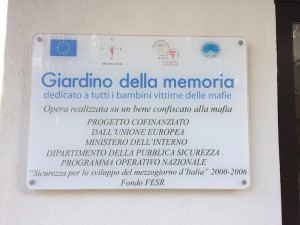 Giardino della memoria
dedicato a tutti i bambini vittime delle mafie
Opera realizzata su un bene confiscato alla mafia
PROGETTO COFINANZIATO
DALL'UNIONE EUROPEA
MINISTERO DELL'INTERNO
DIPARTIMENTO DELLA PUBBLICA SICUREZZA
PROGRAMMA OPERATIVO NAZIONALE
"Sicurezza per lo sviluppo del mezzogiorno d'Italia" 2000-2006
Fondo FESR